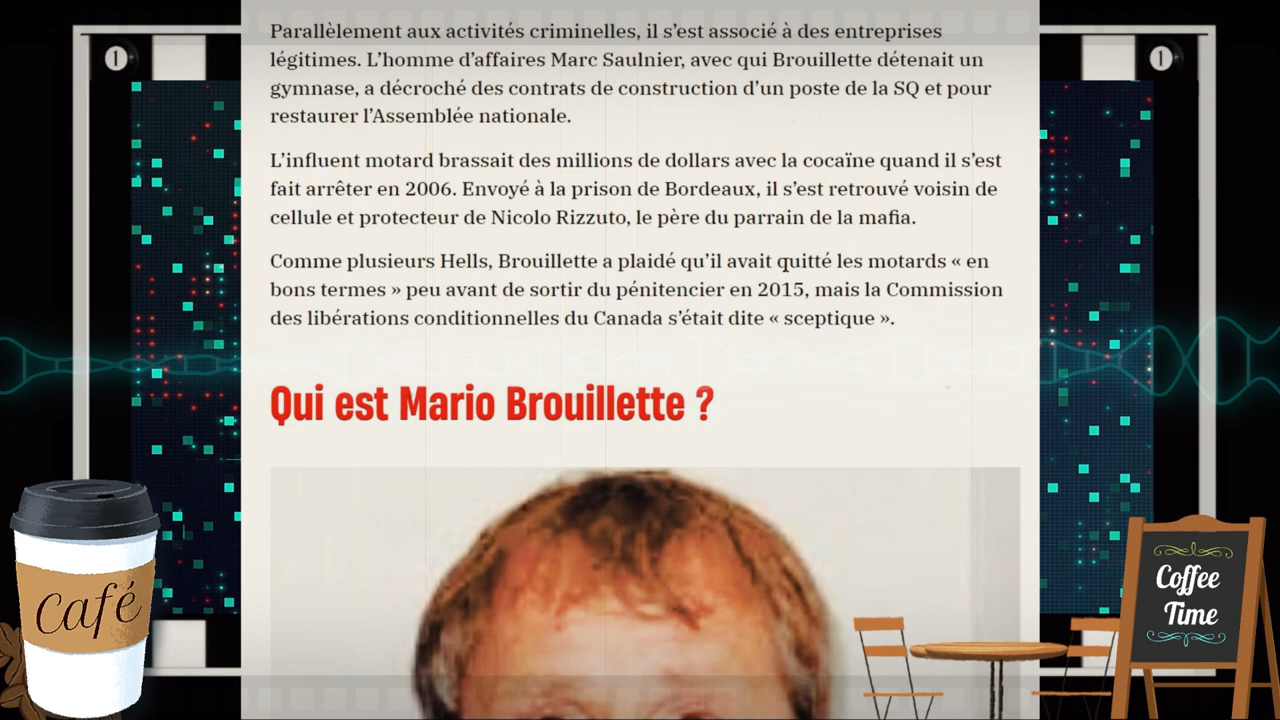 Parallèlement aux activités criminelles, il s’est associé à des entreprises
légitimes. L’homme d’affaires Marc Saulnier, avec qui Brouillette détenait un
gymnase, a décroché des contrats de construction d’un poste de la SQ et pour
restaurer l’Assemblée nationale.
L’influent motard brassait des millions de dollars avec la cocaïne quand il s’est
fait arrêter en 2006. Envoyé à la prison de Bordeaux, il s’est retrouvé voisin de
cellule et protecteur de Nicolo Rizzuto, le père du parrain de la mafia.
Comme plusieurs Hells, Brouillette a plaidé qu’il avait quitté les motards « en
bons termes » peu avant de sortir du pénitencier en 2015, mais la Commission
des libérations conditionnelles du Canada s’était dite « sceptique ».
Qui est Mario Brouillette ?
1
1
Café
Coffee
Time